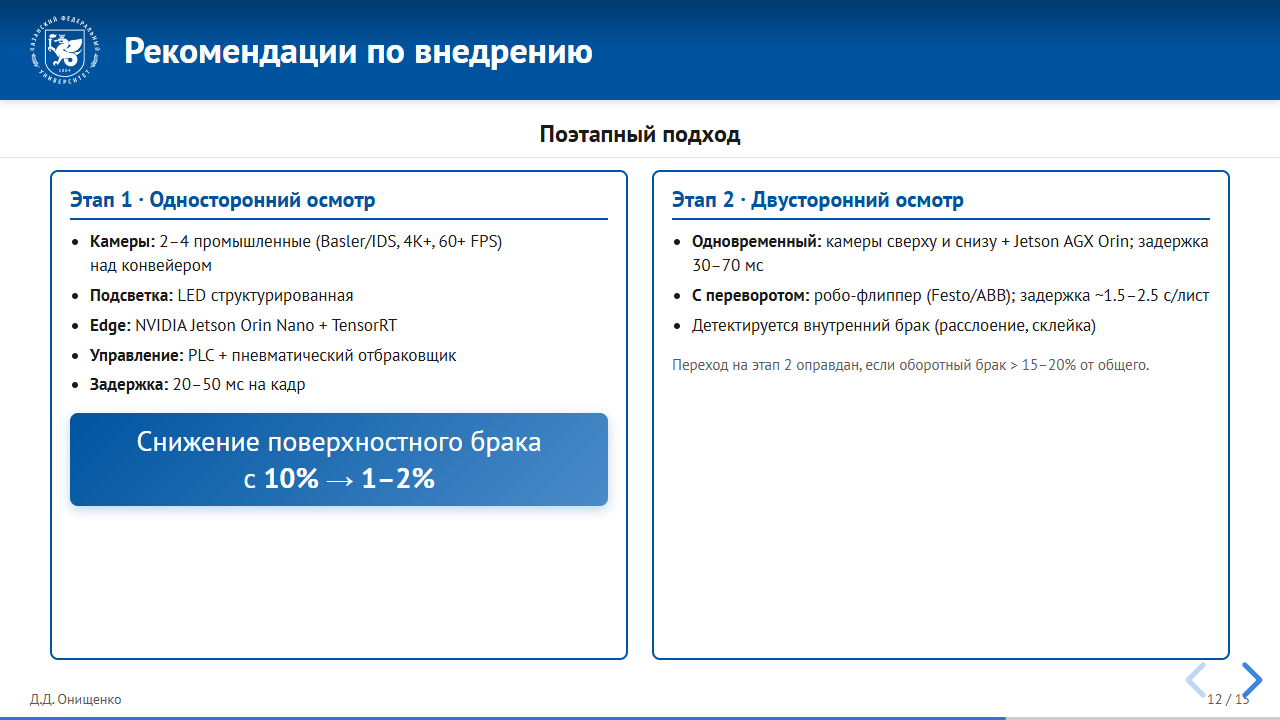 КАЗАНСКИЙ ФЕДЕРАЛЬНЫЙ
УНИВЕРСИТЕТ
1804
Рекомендации по внедрению
Поэтапный подход
Этап 1 · Односторонний осмотр
• Камеры: 2–4 промышленные (Basler/IDS, 4K+, 60+ FPS)
над конвейером
• Подсветка: LED структурированная
• Edge: NVIDIA Jetson Orin Nano + TensorRT
• Управление: PLC + пневматический отбраковщик
• Задержка: 20–50 мс на кадр
Снижение поверхностного брака
с 10% → 1–2%
Этап 2 · Двусторонний осмотр
• Одновременный: камеры сверху и снизу + Jetson AGX Orin; задержка
30–70 мс
• С переворотом: робо-флиппер (Festo/ABB); задержка ~1.5–2.5 с/лист
• Детектируется внутренний брак (расслоение, склейка)
Переход на этап 2 оправдан, если оборотный брак > 15–20% от общего.
Д.Д. Онищенко
12 / 15